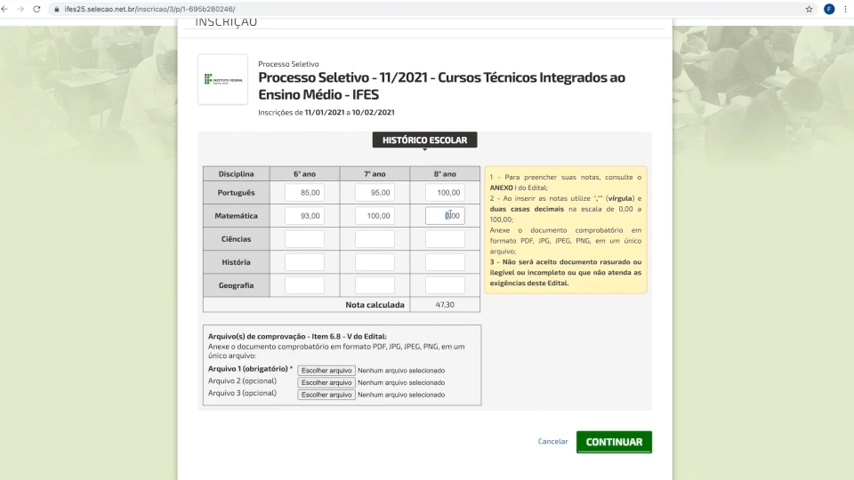 ifes25.selecao.net.br/inscricao/3/p/1-695b280246/
F
INSCRIÇÃO
INSTITUTO FEDERAL
Processo Seletivo
Processo Seletivo - 11/2021 - Cursos Técnicos Integrados ao
Ensino Médio - IFES
Inscrições de 11/01/2021 a 10/02/2021
HISTÓRICO ESCOLAR
Disciplina 6° ano 7° ano 8° ano
Português 85,00 95,00 100,00
Matemática 93,00 100,00 0,00
Ciências
História
Geografia
Nota calculada 47,30
1 - Para preencher suas notas, consulte o
ANEXO I do Edital;
2 - Ao inserir as notas utilize "," (vírgula) e
duas casas decimais na escala de 0,00 a
100,00;
Anexe o documento comprobatório em
formato PDF, JPG, JPEG, PNG, em um único
arquivo;
3 - Não será aceito documento rasurado ou
ilegível ou incompleto ou que não atenda as
exigências deste Edital.
Arquivo(s) de comprovação - Item 6.8 - V do Edital:
Anexe o documento comprobatório em formato PDF, JPG, JPEG, PNG, em um
único arquivo:
Arquivo 1 (obrigatório) * Escolher arquivo Nenhum arquivo selecionado
Arquivo 2 (opcional) Escolher arquivo Nenhum arquivo selecionado
Arquivo 3 (opcional) Escolher arquivo Nenhum arquivo selecionado
Cancelar CONTINUAR